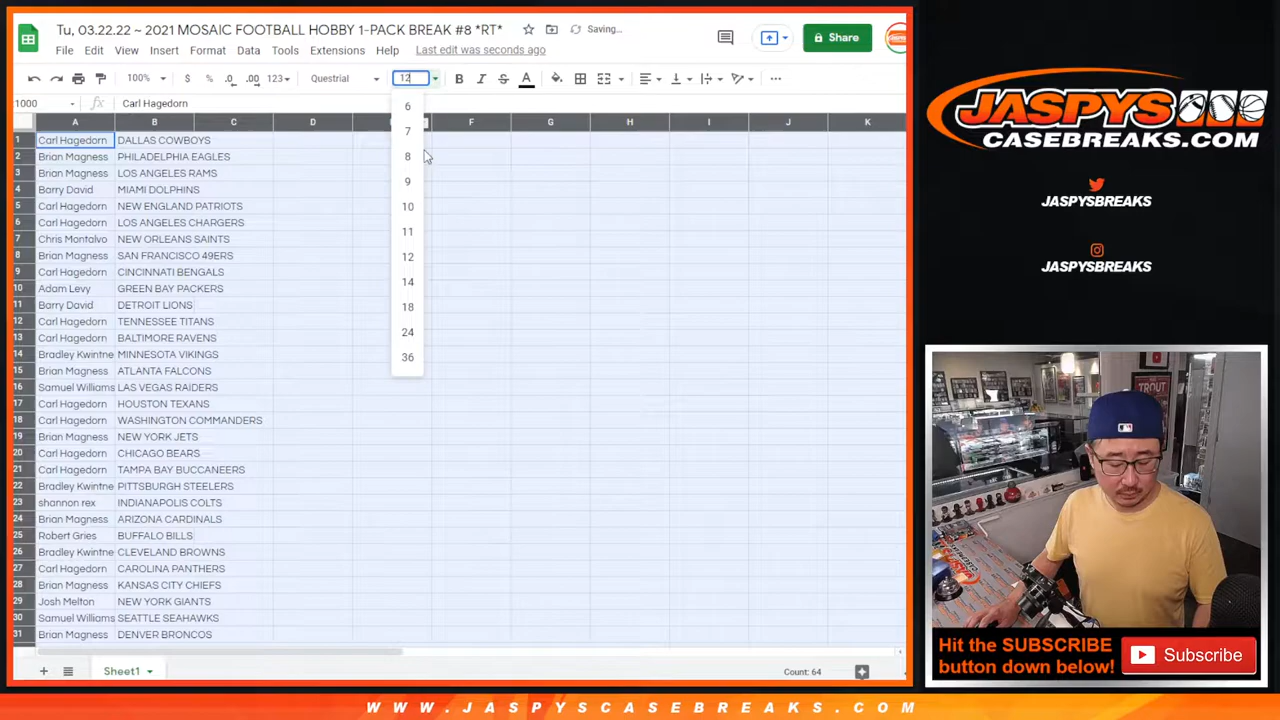 Tu, 03.22.22 ~ 2021 MOSAIC FOOTBALL HOBBY 1-PACK BREAK #8 *RT*
Saving...
File Edit View Insert Format Data Tools Extensions Help Last edit was seconds ago
Share
100% $ % .0 .00 123 Questrial 12 B I S A
1000 fx Carl Hagedorn
A B C D F G H I J K
1 Carl Hagedorn DALLAS COWBOYS
2 Brian Magness PHILADELPHIA EAGLES
3 Brian Magness LOS ANGELES RAMS
4 Barry David MIAMI DOLPHINS
5 Carl Hagedorn NEW ENGLAND PATRIOTS
6 Carl Hagedorn LOS ANGELES CHARGERS
7 Chris Montalvo NEW ORLEANS SAINTS
8 Brian Magness SAN FRANCISCO 49ERS
9 Carl Hagedorn CINCINNATI BENGALS
10 Adam Levy GREEN BAY PACKERS
11 Barry David DETROIT LIONS
12 Carl Hagedorn TENNESSEE TITANS
13 Carl Hagedorn BALTIMORE RAVENS
14 Bradley Kwintne MINNESOTA VIKINGS
15 Brian Magness ATLANTA FALCONS
16 Samuel Williams LAS VEGAS RAIDERS
17 Carl Hagedorn HOUSTON TEXANS
18 Carl Hagedorn WASHINGTON COMMANDERS
19 Brian Magness NEW YORK JETS
20 Carl Hagedorn CHICAGO BEARS
21 Carl Hagedorn TAMPA BAY BUCCANEERS
22 Bradley Kwintne PITTSBURGH STEELERS
23 shannon rex INDIANAPOLIS COLTS
24 Brian Magness ARIZONA CARDINALS
25 Robert Gries BUFFALO BILLS
26 Bradley Kwintne CLEVELAND BROWNS
27 Carl Hagedorn CAROLINA PANTHERS
28 Brian Magness KANSAS CITY CHIEFS
29 Josh Melton NEW YORK GIANTS
30 Samuel Williams SEATTLE SEAHAWKS
31 Brian Magness DENVER BRONCOS
6
7
8
9
10
11
12
14
18
24
36
Sheet1
Count: 64
JASPYS
CASEBREAKS.COM
JASPYSBREAKS
JASPYSBREAKS
TROUT
Hit the SUBSCRIBE
button down below!
Subscribe
WWW.JASPYSCASEBREAKS.COM